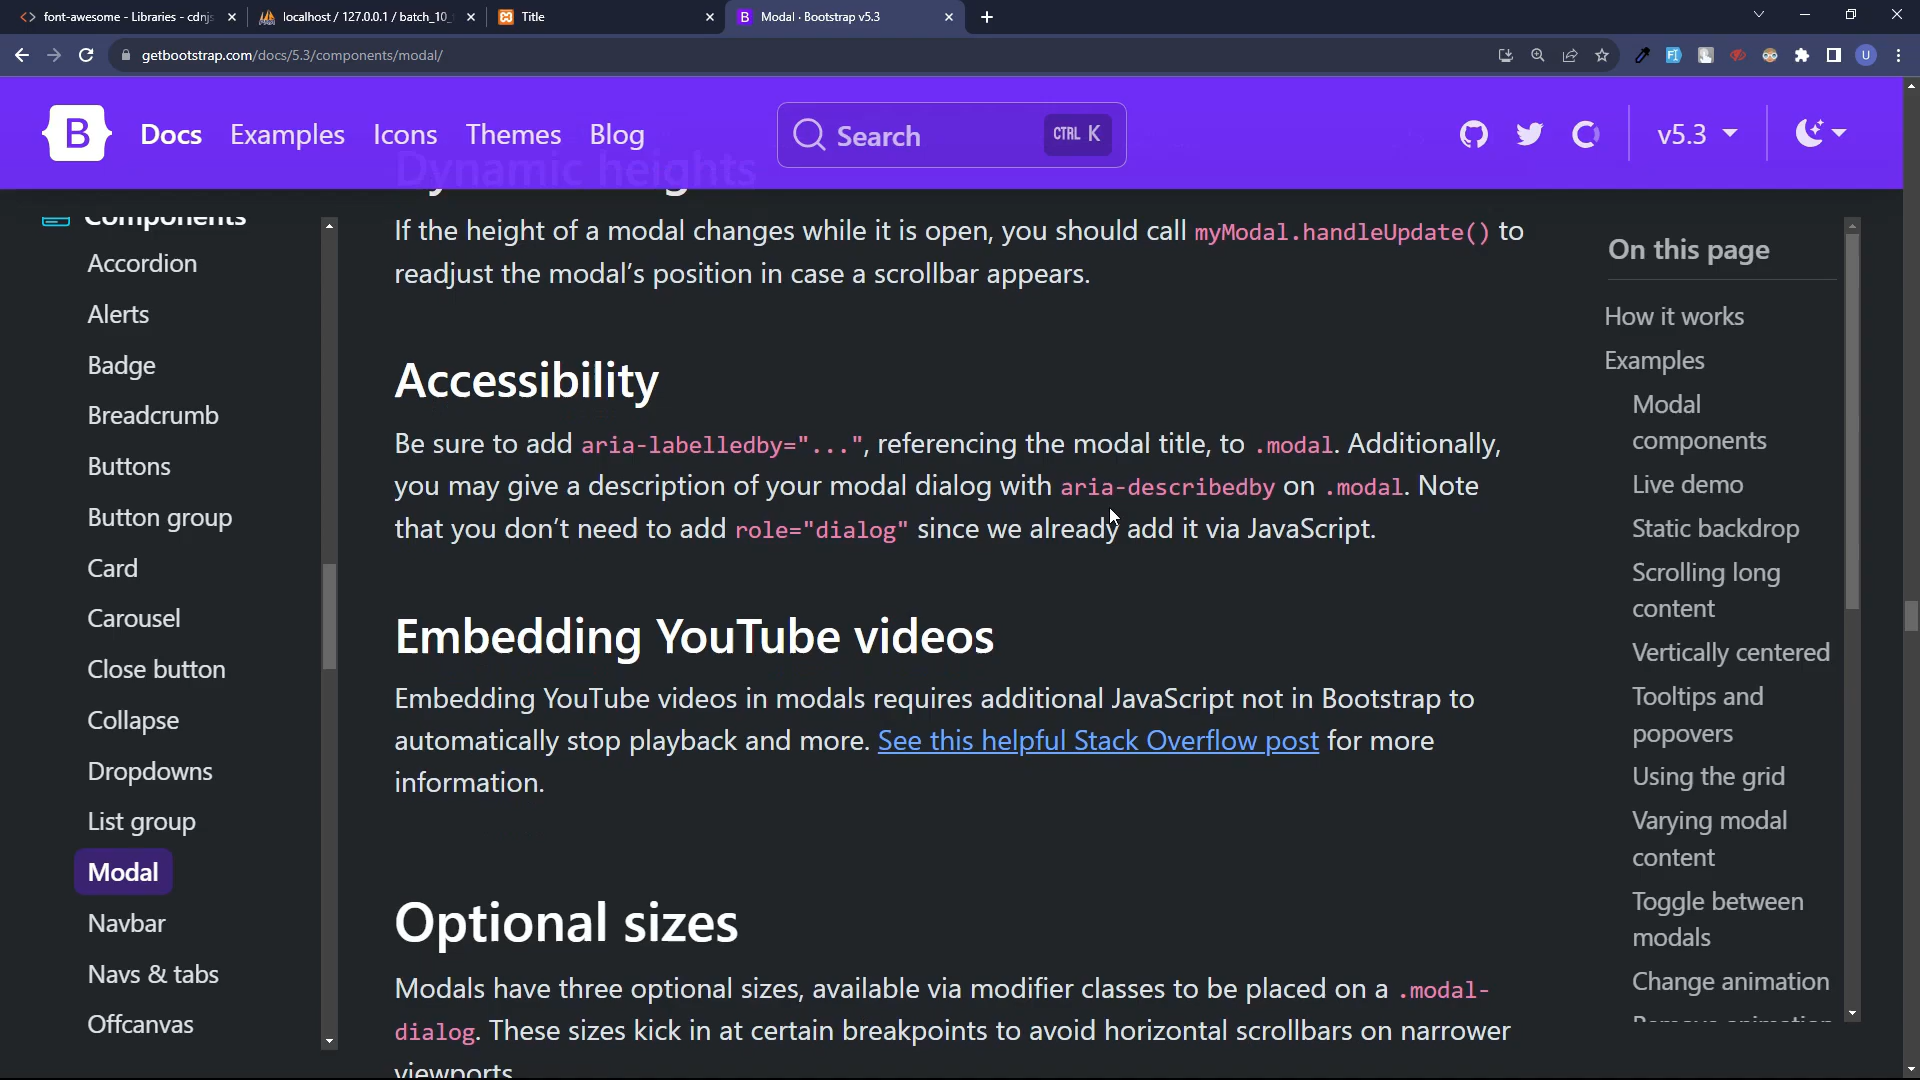 font-awesome - Libraries - cdnjs
localhost / 127.0.0.1 / batch_10_
Title
Modal · Bootstrap v5.3
getbootstrap.com/docs/5.3/components/modal/
U
B
Docs
Examples
Icons
Themes
Blog
Search
CTRL K
v5.3
Dynamic heights
Components
Accordion
Alerts
Badge
Breadcrumb
Buttons
Button group
Card
Carousel
Close button
Collapse
Dropdowns
List group
Modal
Navbar
Navs & tabs
Offcanvas
If the height of a modal changes while it is open, you should call myModal.handleUpdate() to
readjust the modal’s position in case a scrollbar appears.
Accessibility
Be sure to add aria-labelledby="...", referencing the modal title, to .modal. Additionally,
you may give a description of your modal dialog with aria-describedby on .modal. Note
that you don’t need to add role="dialog" since we already add it via JavaScript.
Embedding YouTube videos
Embedding YouTube videos in modals requires additional JavaScript not in Bootstrap to
automatically stop playback and more. See this helpful Stack Overflow post for more
information.
Optional sizes
Modals have three optional sizes, available via modifier classes to be placed on a .modal-
dialog. These sizes kick in at certain breakpoints to avoid horizontal scrollbars on narrower
viewports.
On this page
How it works
Examples
Modal
components
Live demo
Static backdrop
Scrolling long
content
Vertically centered
Tooltips and
popovers
Using the grid
Varying modal
content
Toggle between
modals
Change animation
Remove animation